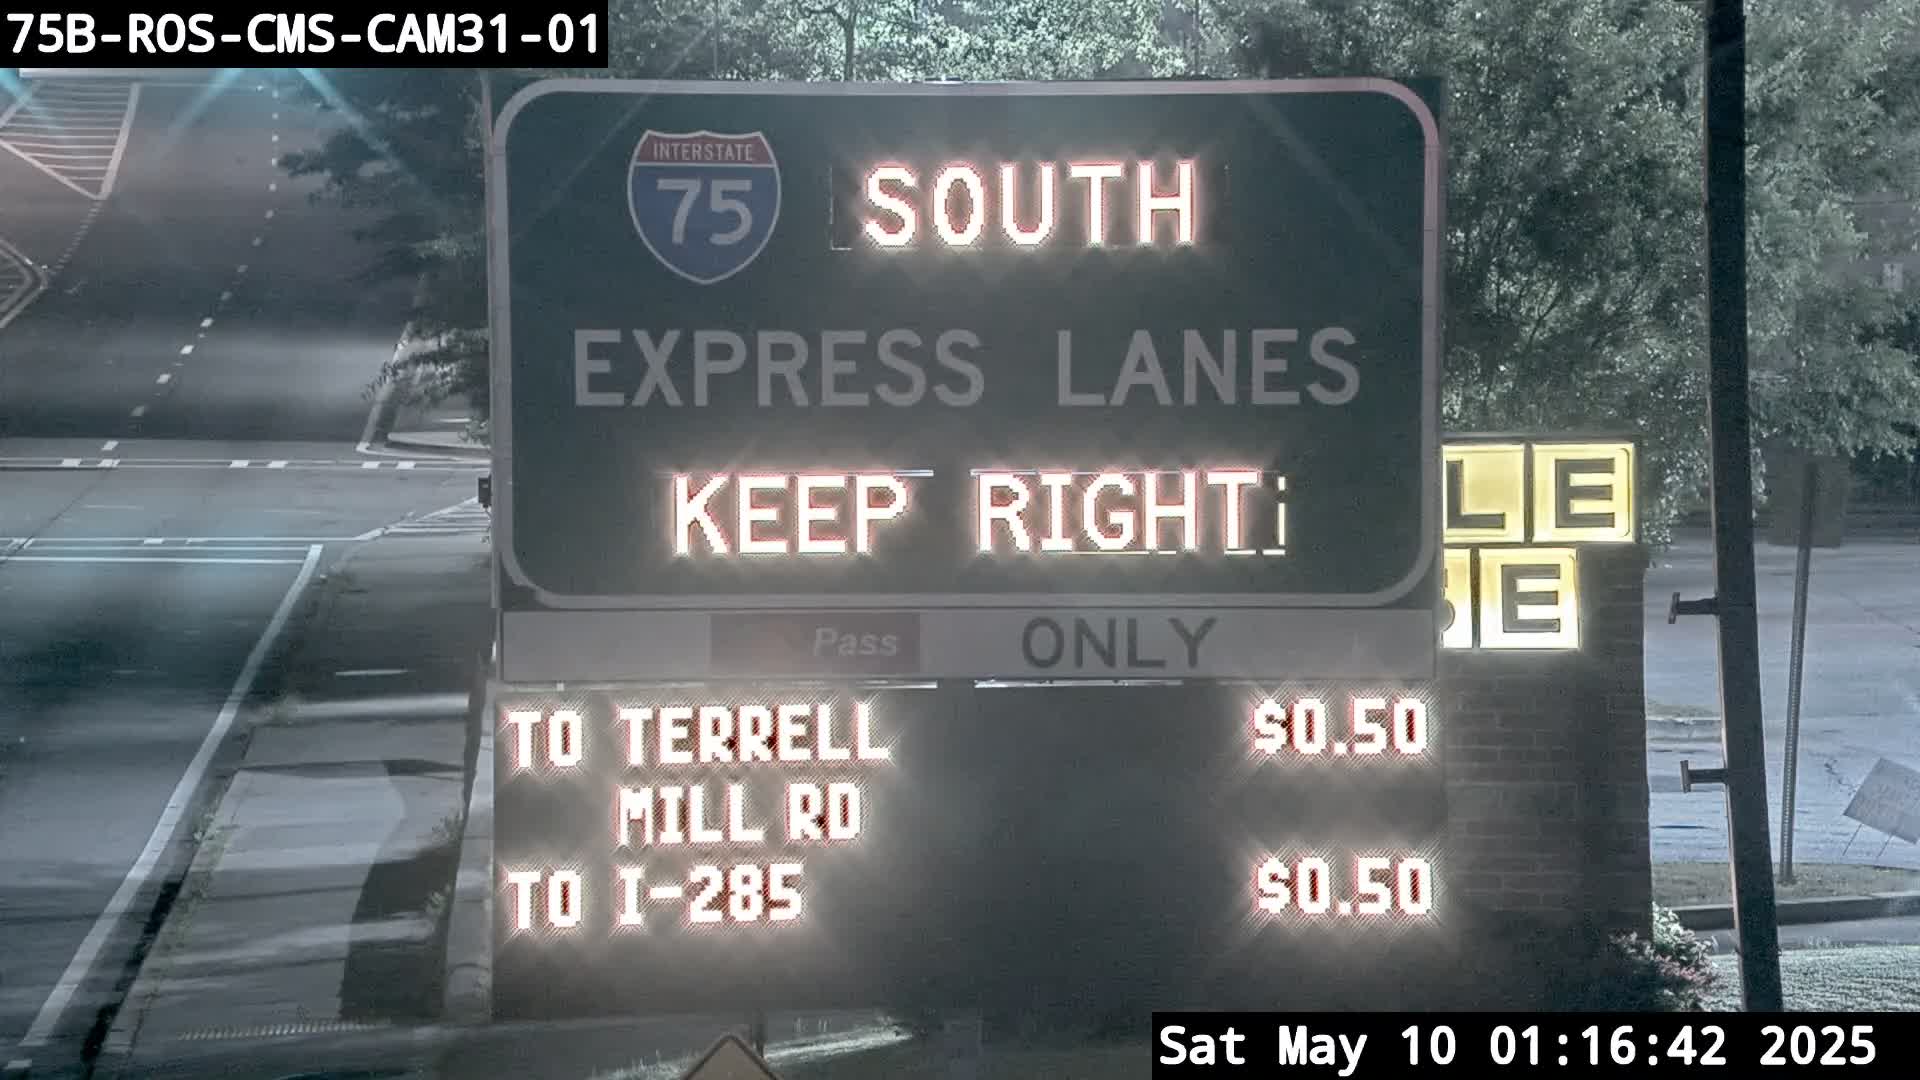 75B-ROS-CMS-CAM31-01
INTERSTATE
75
SOUTH
EXPRESS LANES
KEEP RIGHT
LE
E
Pass ONLY
TO TERRELL $0.50
MILL RD
TO I-285 $0.50
Sat May 10 01:16:42 2025